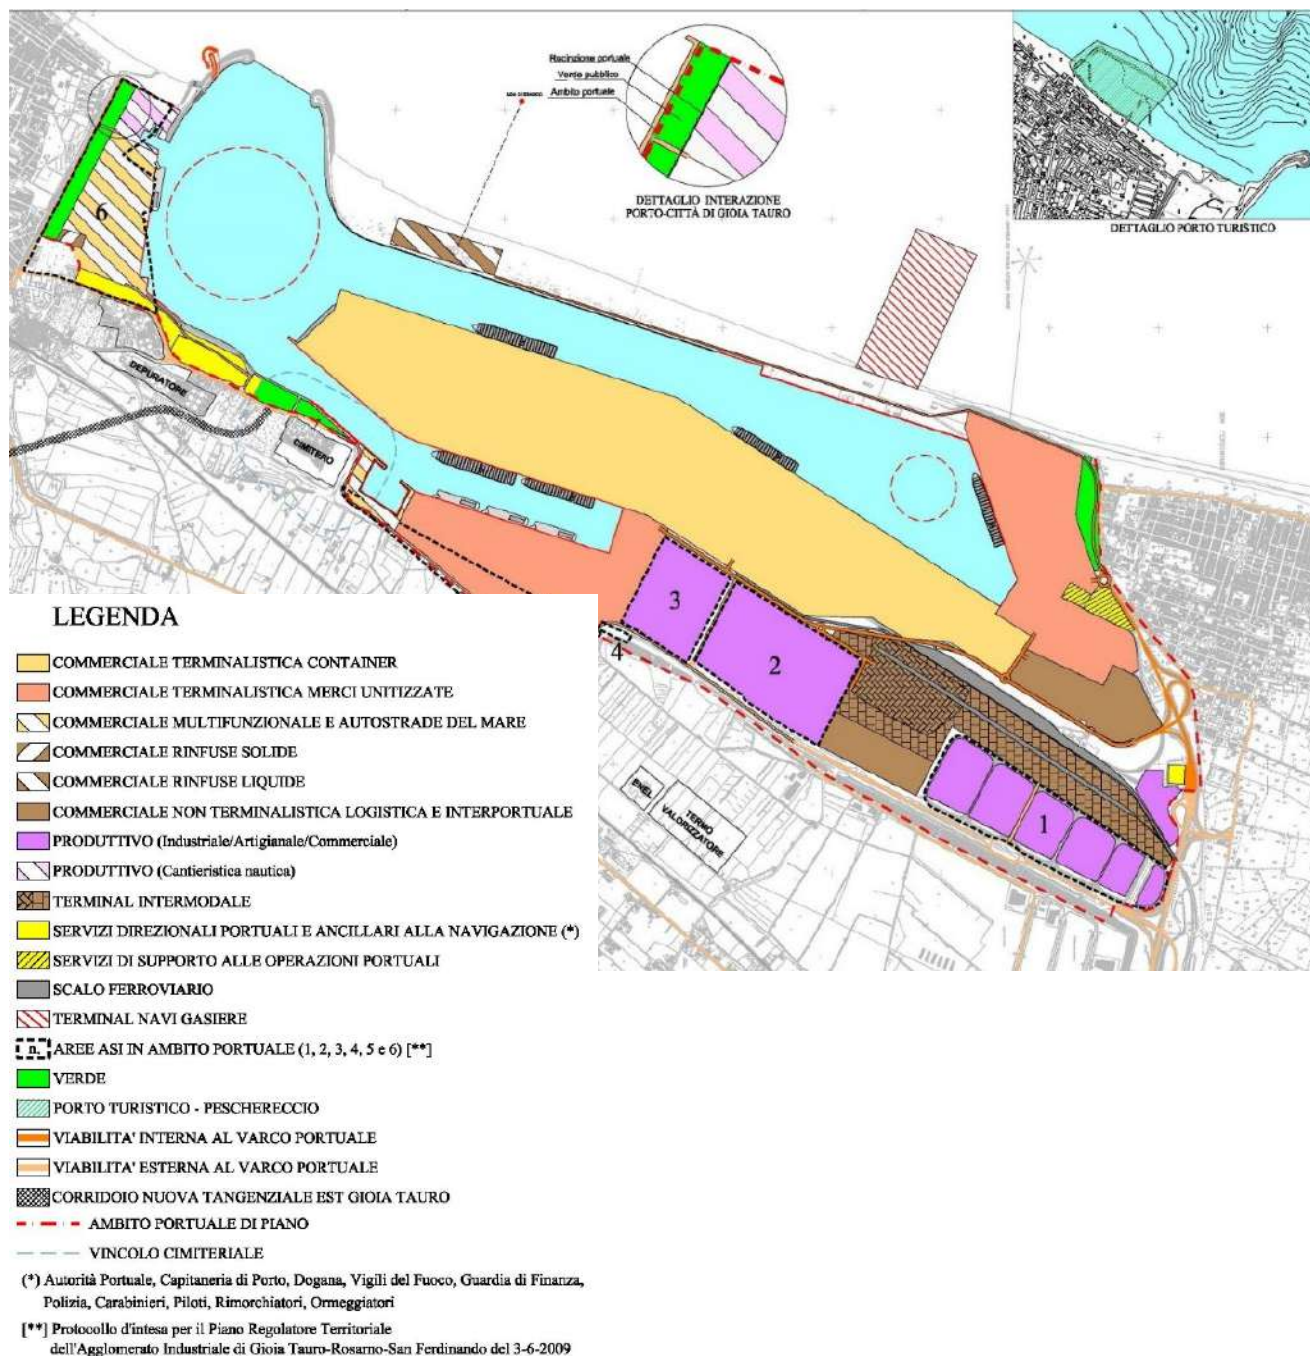 Recinzione portuale
Verde pubblico
Ambito portuale
DETTAGLIO INTERAZIONE
PORTO-CITTÀ DI GIOIA TAURO
DETTAGLIO PORTO TURISTICO
6
DEPURATORE
CIMITERO
3
2
4
1
ENEL
TERMO
VALORIZZATORE
LEGENDA
COMMERCIALE TERMINALISTICA CONTAINER
COMMERCIALE TERMINALISTICA MERCI UNITIZZATE
COMMERCIALE MULTIFUNZIONALE E AUTOSTRADE DEL MARE
COMMERCIALE RINFUSE SOLIDE
COMMERCIALE RINFUSE LIQUIDE
COMMERCIALE NON TERMINALISTICA LOGISTICA E INTERPORTUALE
PRODUTTIVO (Industriale/Artigianale/Commerciale)
PRODUTTIVO (Cantieristica nautica)
TERMINAL INTERMODALE
SERVIZI DIREZIONALI PORTUALI E ANCILLARI ALLA NAVIGAZIONE (*)
SERVIZI DI SUPPORTO ALLE OPERAZIONI PORTUALI
SCALO FERROVIARIO
TERMINAL NAVI GASIERE
n. AREE ASI IN AMBITO PORTUALE (1, 2, 3, 4, 5 e 6) [**]
VERDE
PORTO TURISTICO - PESCHERECCIO
VIABILITA' INTERNA AL VARCO PORTUALE
VIABILITA' ESTERNA AL VARCO PORTUALE
CORRIDOIO NUOVA TANGENZIALE EST GIOIA TAURO
AMBITO PORTUALE DI PIANO
VINCOLO CIMITERIALE
(*) Autorità Portuale, Capitaneria di Porto, Dogana, Vigili del Fuoco, Guardia di Finanza,
Polizia, Carabinieri, Piloti, Rimorchiatori, Ormeggiatori
[**] Protocollo d'intesa per il Piano Regolatore Territoriale
dell'Agglomerato Industriale di Gioia Tauro-Rosarno-San Ferdinando del 3-6-2009